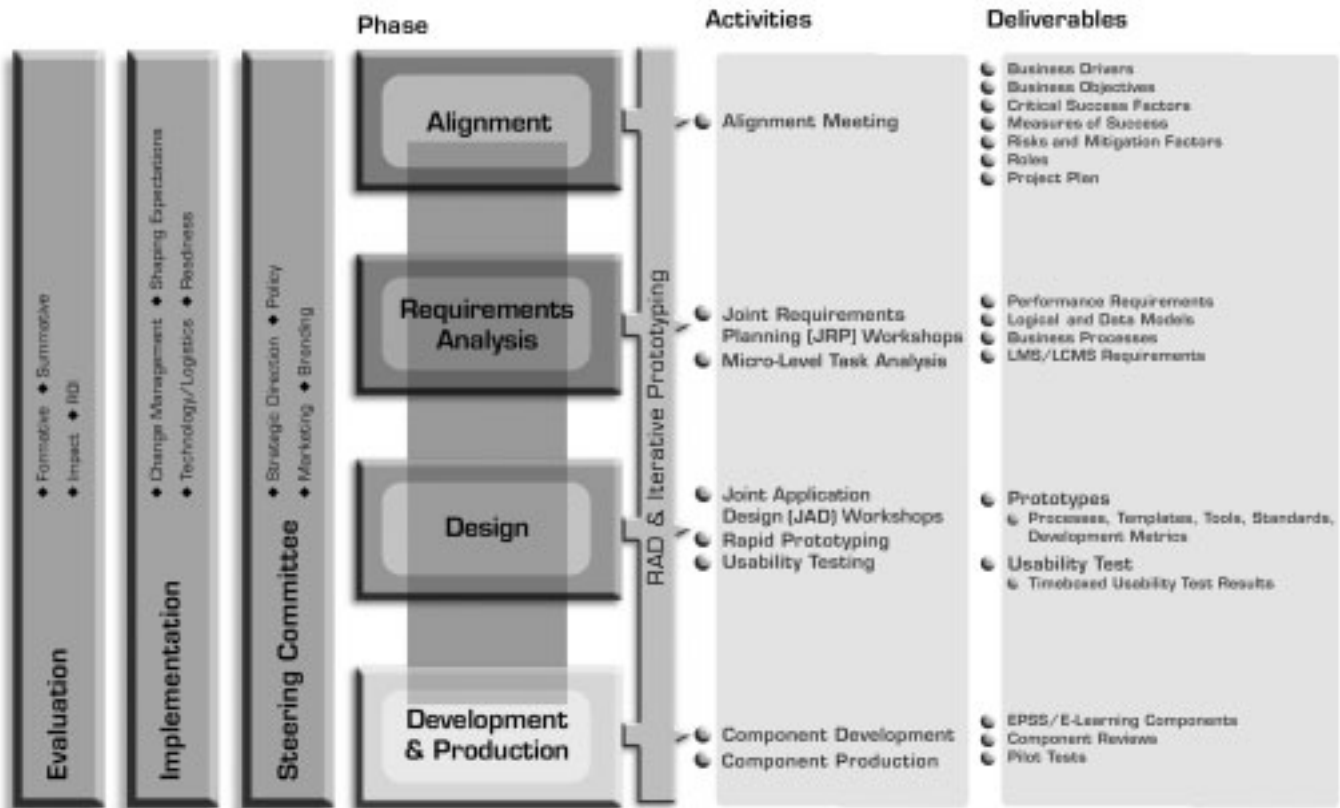 Phase
Activities
Deliverables
Evaluation
◆ Formative ◆ Summative
◆ Impact ◆ ROI
Implementation
◆ Change Management ◆ Shaping Expectations
◆ Technology/Logistics ◆ Readiness
Steering Committee
◆ Strategic Direction ◆ Policy
◆ Marketing ◆ Branding
RAD & Iterative Prototyping
Alignment
Alignment Meeting
Business Drivers
Business Objectives
Critical Success Factors
Measures of Success
Risks and Mitigation Factors
Roles
Project Plan
Requirements
Analysis
Joint Requirements
Planning (JRP) Workshops
Micro-Level Task Analysis
Performance Requirements
Logical and Data Models
Business Processes
LMS/LCMS Requirements
Design
Joint Application
Design (JAD) Workshops
Rapid Prototyping
Usability Testing
Prototypes
Processes, Templates, Tools, Standards,
Development Metrics
Usability Test
Timeboxed Usability Test Results
Development
& Production
Component Development
Component Production
EPSS/E-Learning Components
Component Reviews
Pilot Tests